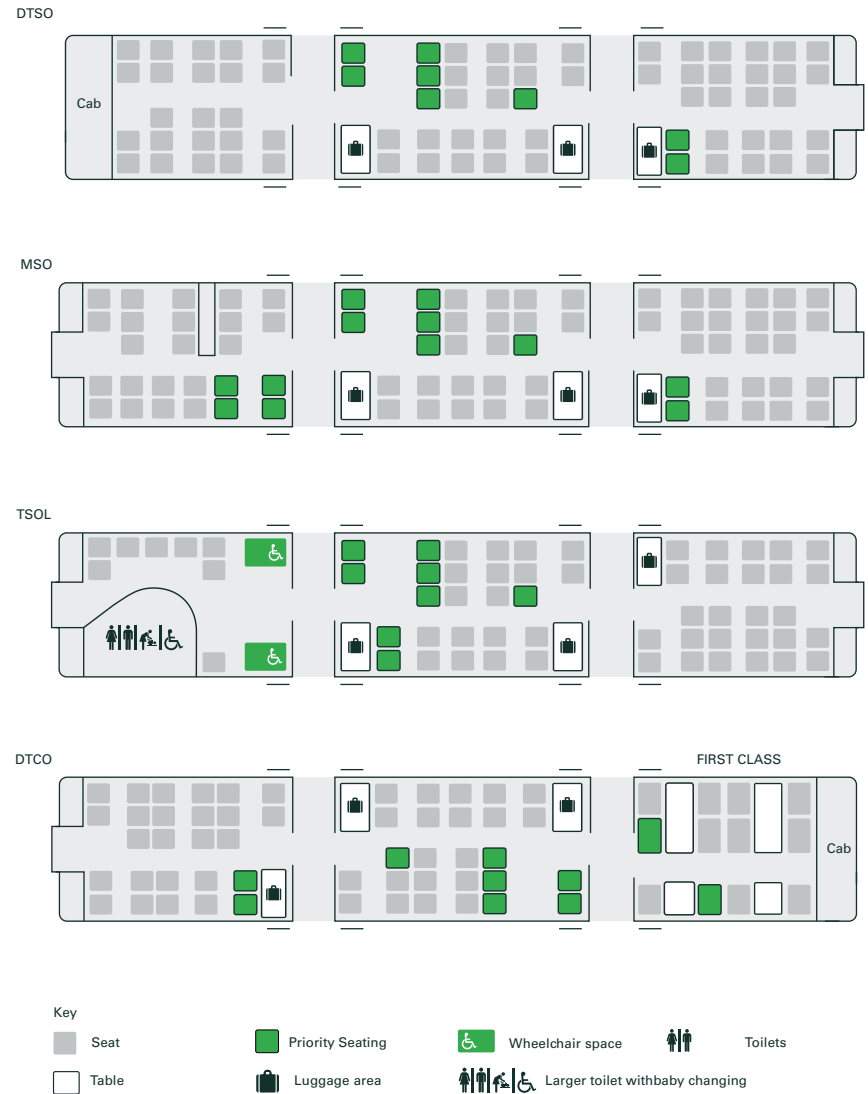 DTSO
Cab
MSO
TSOL
DTCO
FIRST CLASS
Cab
Key
Seat
Priority Seating
Wheelchair space
Toilets
Table
Luggage area
Larger toilet withbaby changing